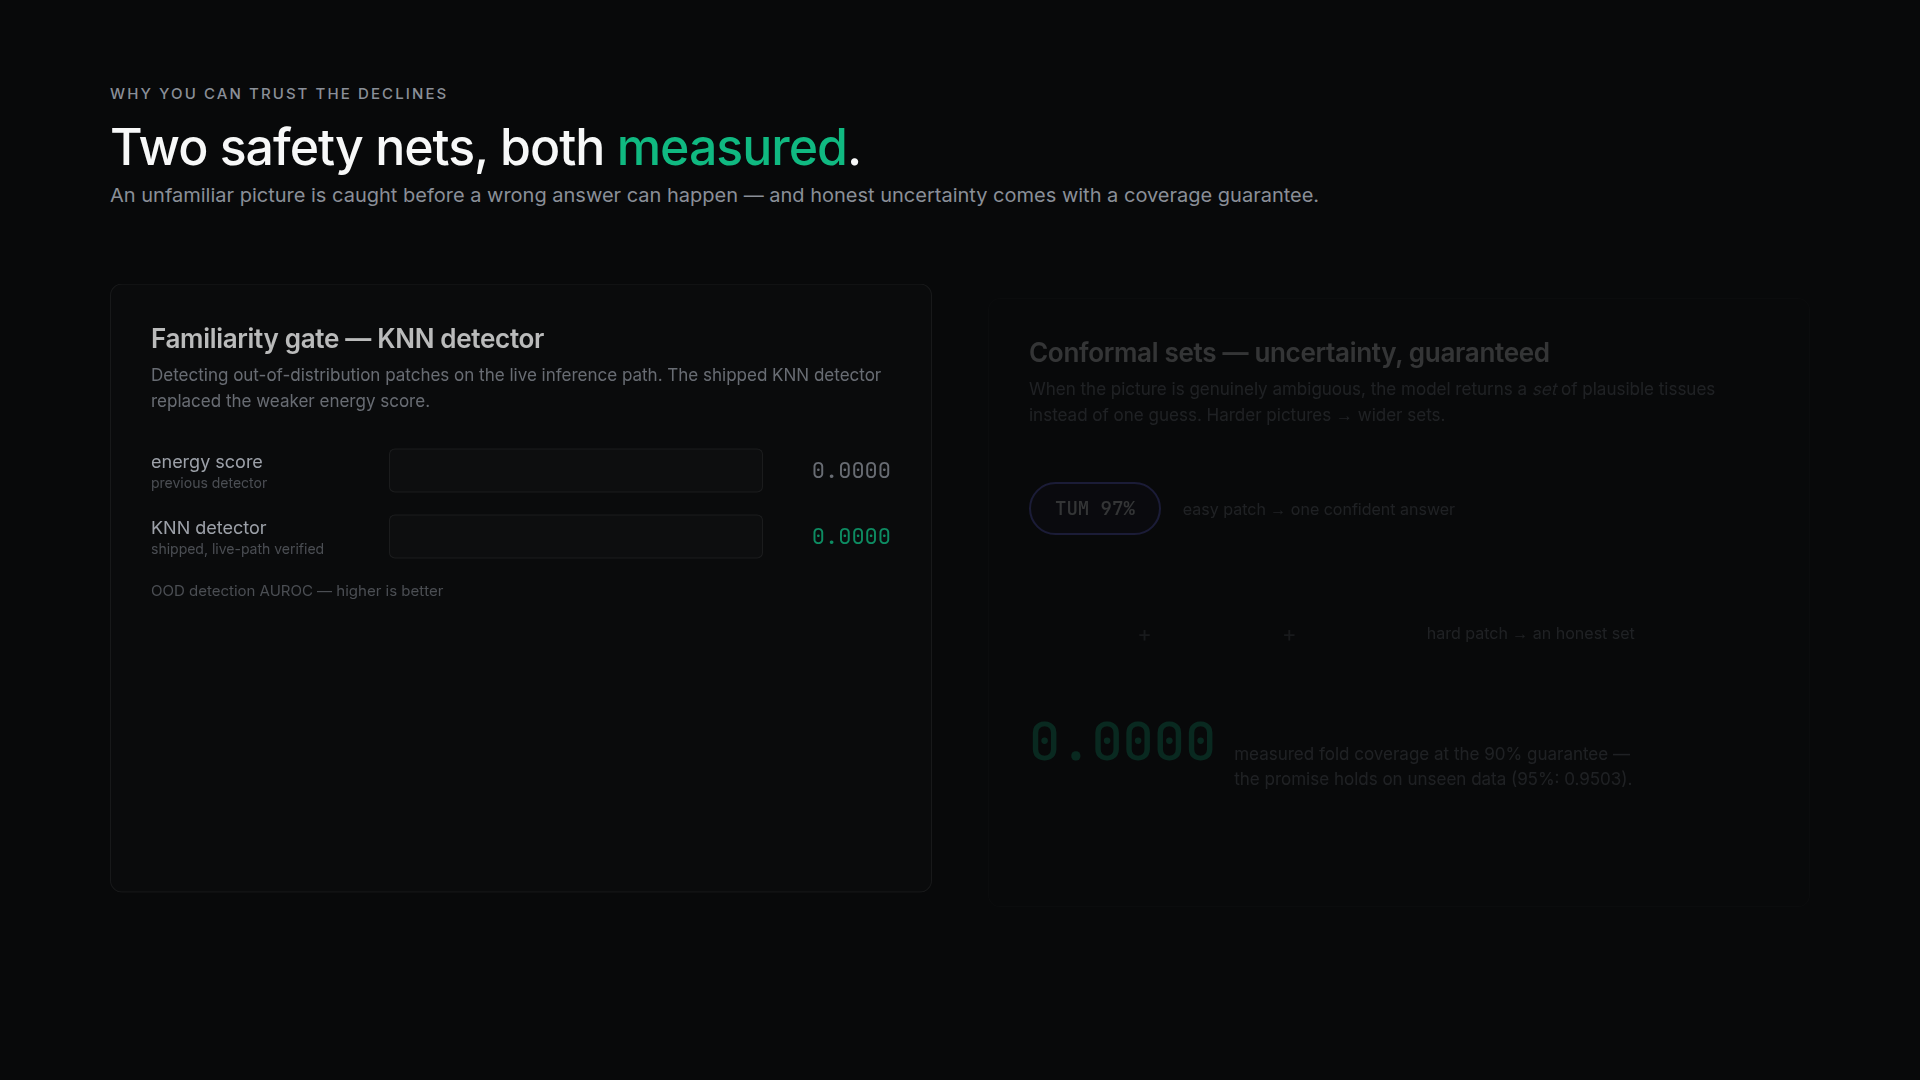 WHY YOU CAN TRUST THE DECLINES
Two safety nets, both measured.
An unfamiliar picture is caught before a wrong answer can happen — and honest uncertainty comes with a coverage guarantee.
Familiarity gate — KNN detector
Detecting out-of-distribution patches on the live inference path. The shipped KNN detector
replaced the weaker energy score.
energy score
previous detector
0.0000
KNN detector
shipped, live-path verified
0.0000
OOD detection AUROC — higher is better
Conformal sets — uncertainty, guaranteed
When the picture is genuinely ambiguous, the model returns a set of plausible tissues
instead of one guess. Harder pictures → wider sets.
TUM 97%
easy patch → one confident answer
+ + hard patch → an honest set
0.0000
measured fold coverage at the 90% guarantee —
the promise holds on unseen data (95%: 0.9503).